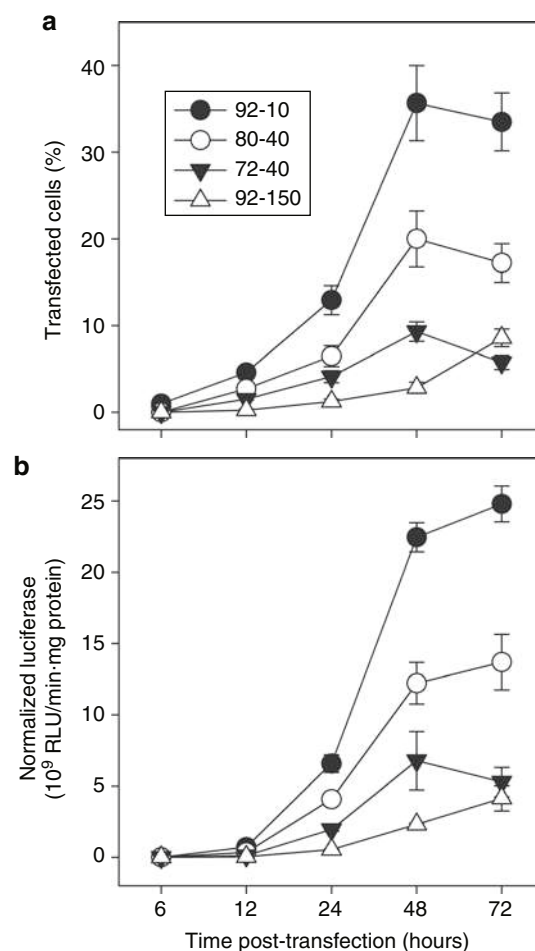 a
40
30
20
10
0
Transfected cells (%)
92-10
80-40
72-40
92-150
b
25
20
15
10
5
0
Normalized luciferase
(10⁹ RLU/min·mg protein)
6 12 24 48 72
Time post-transfection (hours)